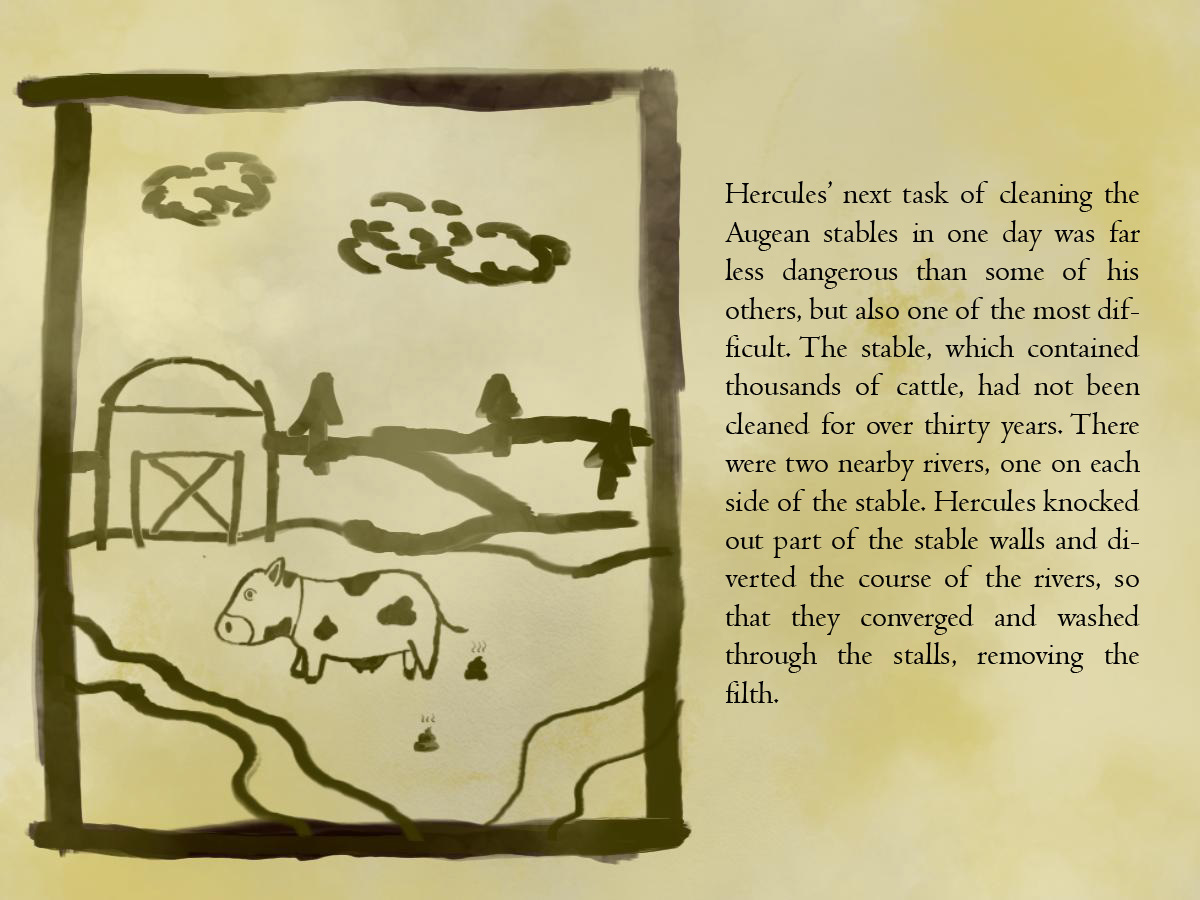 Hercules’ next task of cleaning the
Augean stables in one day was far
less dangerous than some of his
others, but also one of the most dif-
ficult. The stable, which contained
thousands of cattle, had not been
cleaned for over thirty years. There
were two nearby rivers, one on each
side of the stable. Hercules knocked
out part of the stable walls and di-
verted the course of the rivers, so
that they converged and washed
through the stalls, removing the
filth.